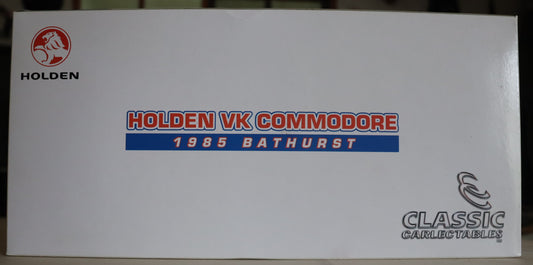 HOLDEN
HOLDEN VK COMMODORE
1985 BATHURST
CLASSIC
CARLECTABLES